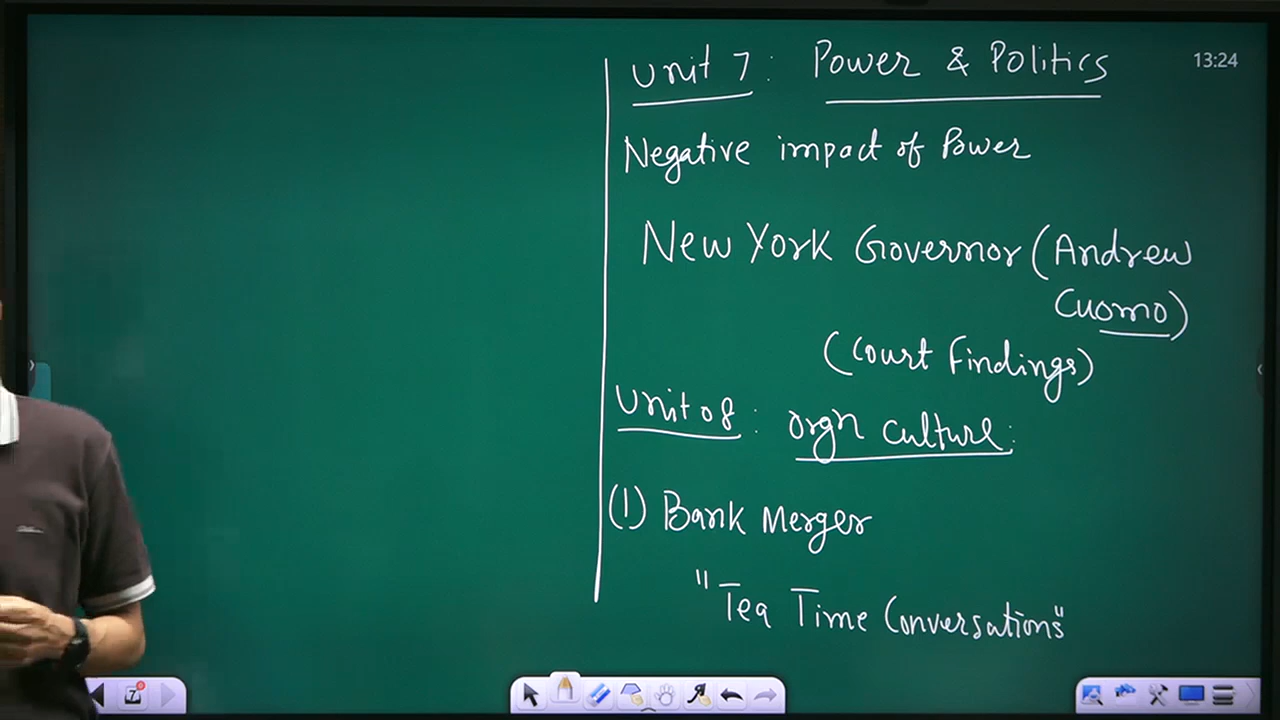 Unit 7: Power & Politics
13:24
Negative impact of Power
New York Governor (Andrew
Cuomo)
(Court Findings)
Unit 08: Orgn Culture:
(1) Bank Merger
"Tea Time Conversations"
7